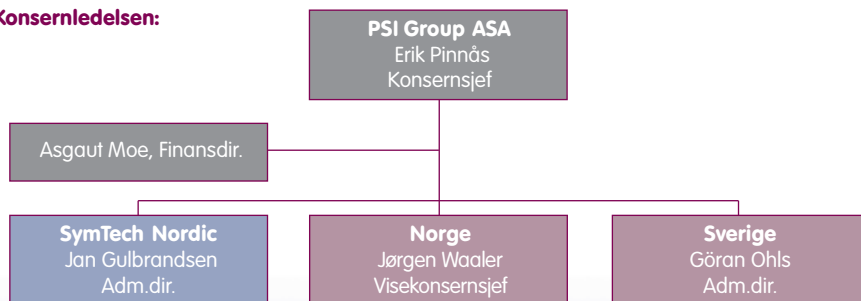 Konsernledelsen:
PSI Group ASA
Erik Pinnås
Konsernsjef
Asgaut Moe, Finansdir.
SymTech Nordic
Jan Gulbrandsen
Adm.dir.
Norge
Jørgen Waaler
Visekonsernsjef
Sverige
Göran Ohls
Adm.dir.